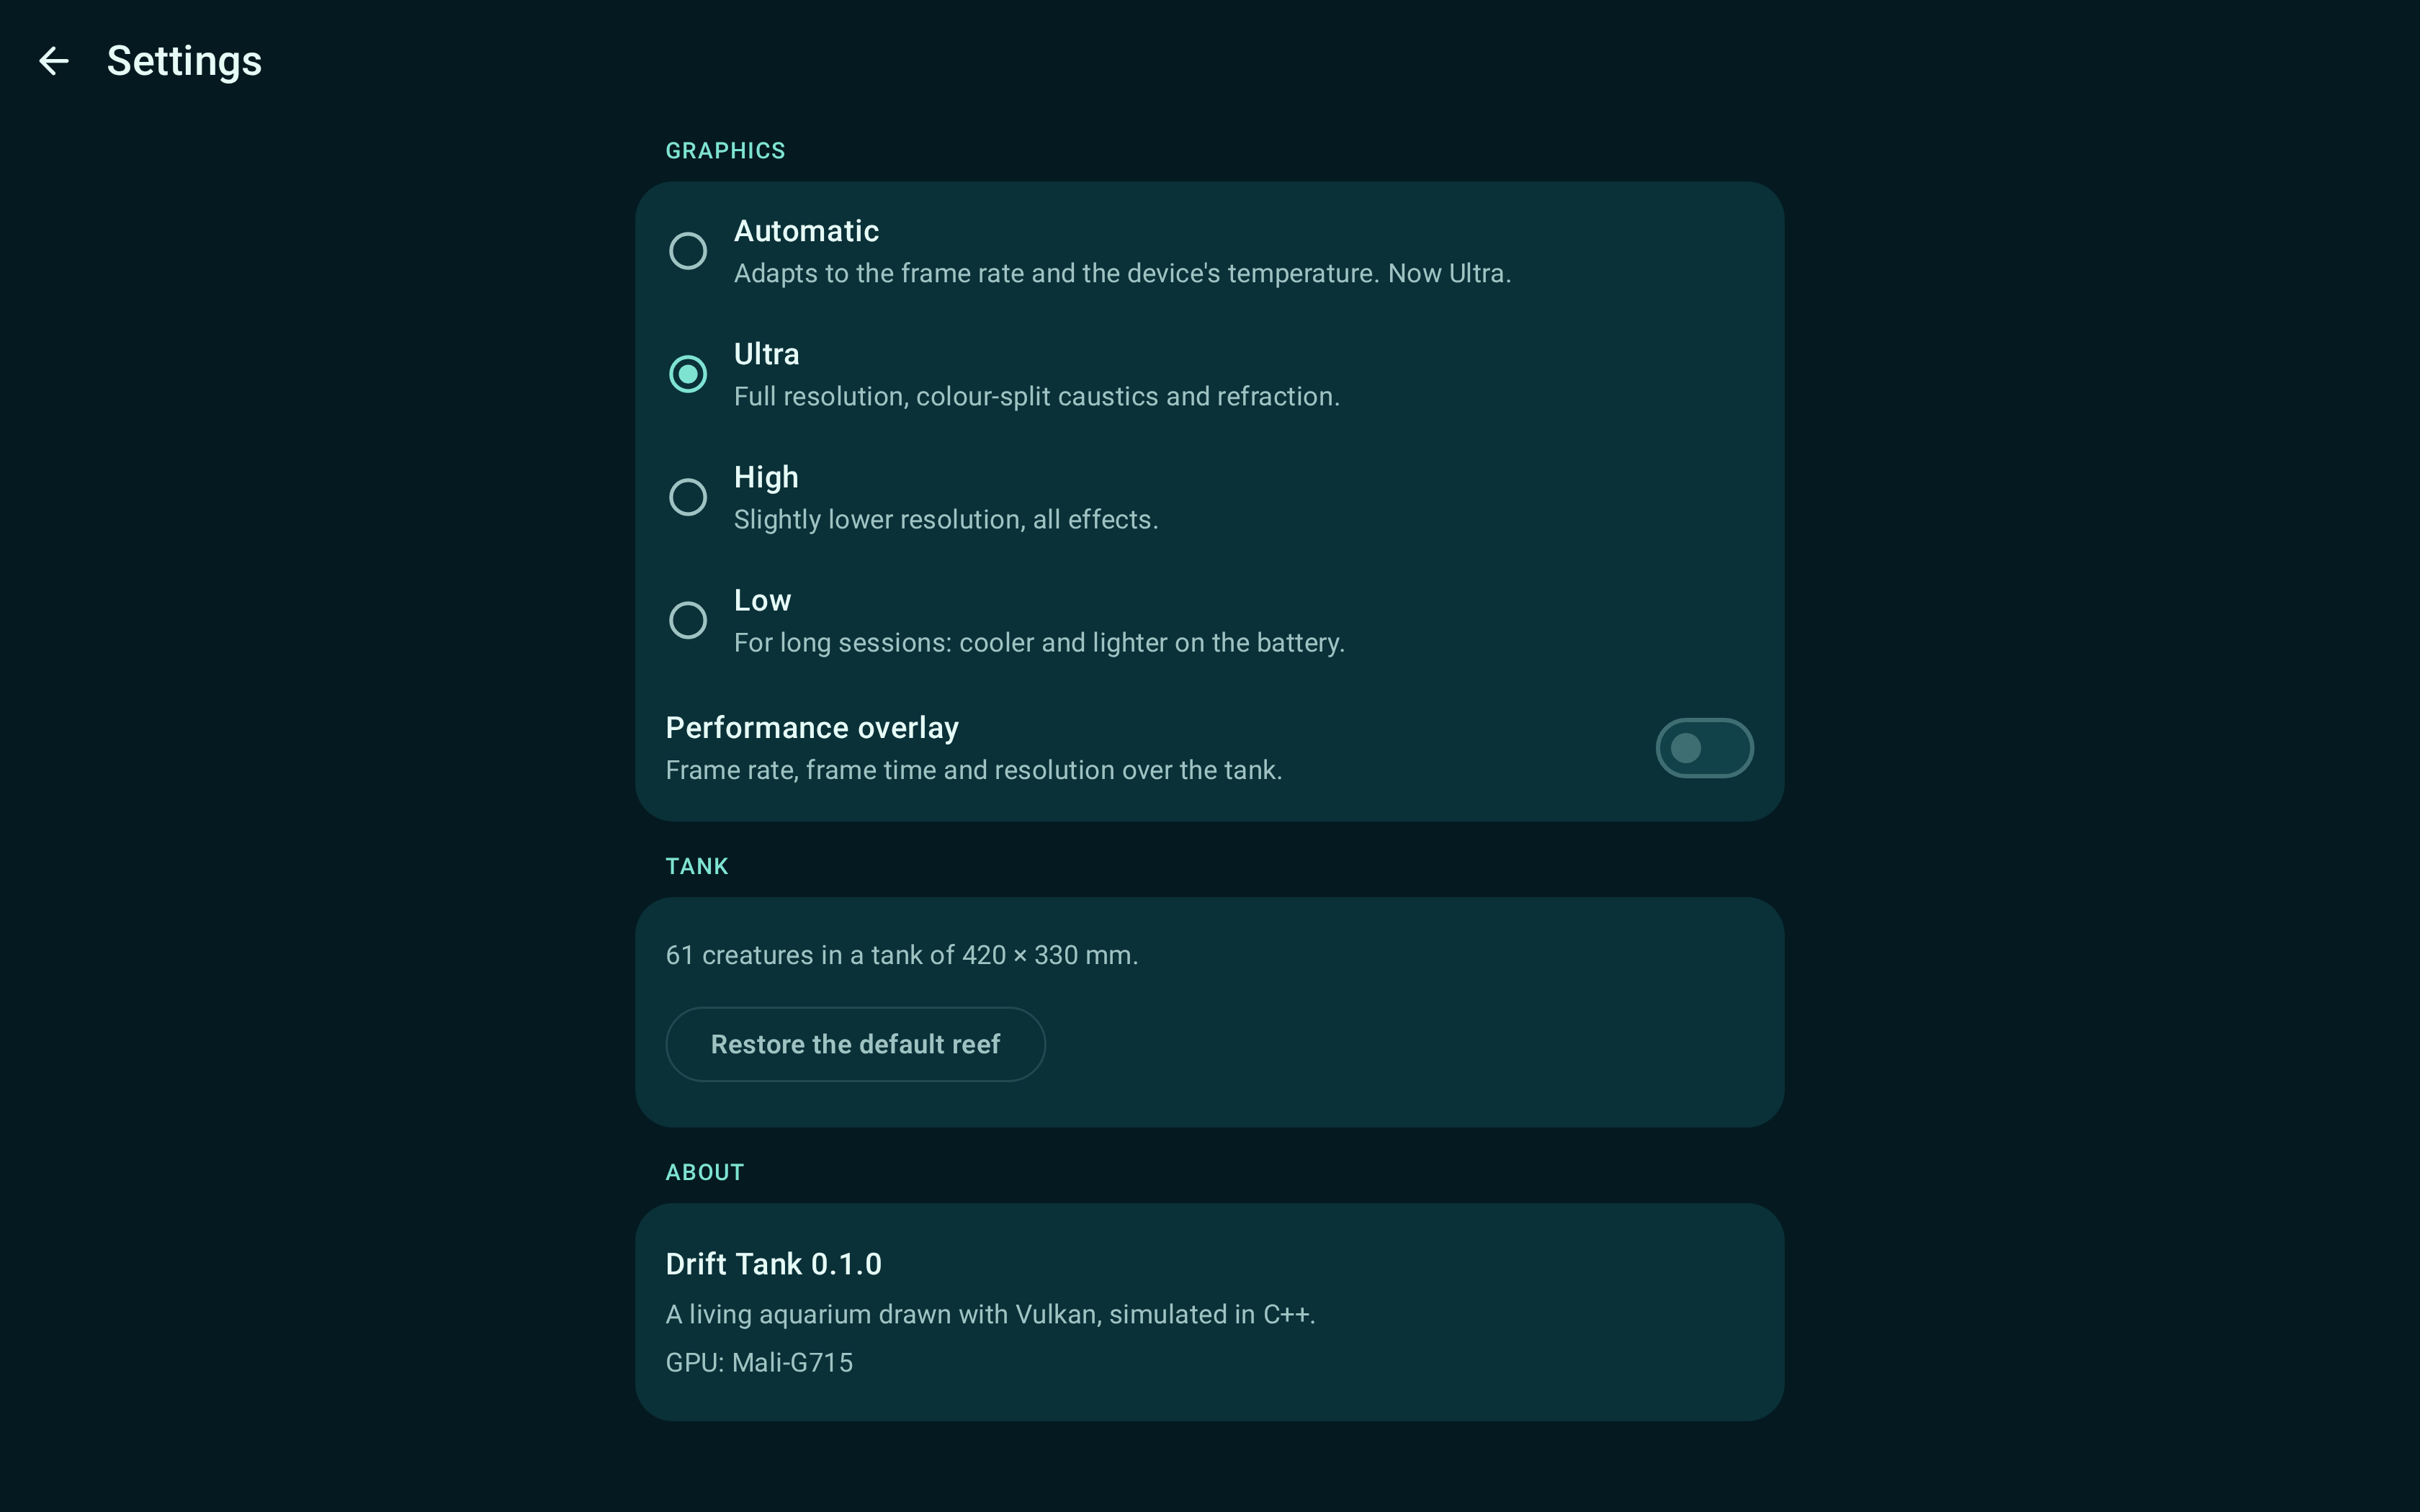 Settings
GRAPHICS
Automatic
Adapts to the frame rate and the device's temperature. Now Ultra.
Ultra
Full resolution, colour-split caustics and refraction.
High
Slightly lower resolution, all effects.
Low
For long sessions: cooler and lighter on the battery.
Performance overlay
Frame rate, frame time and resolution over the tank.
TANK
61 creatures in a tank of 420 × 330 mm.
Restore the default reef
ABOUT
Drift Tank 0.1.0
A living aquarium drawn with Vulkan, simulated in C++.
GPU: Mali-G715